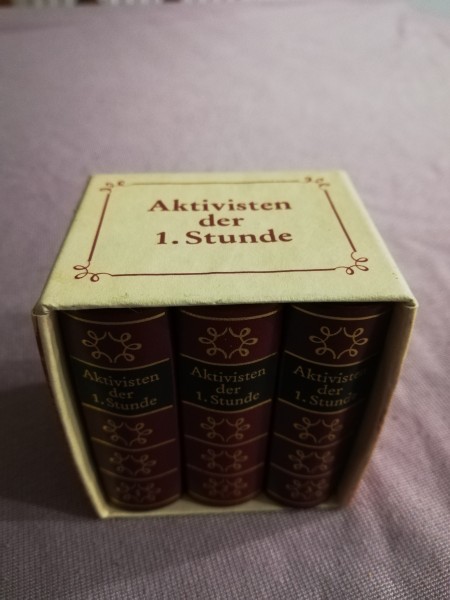 Aktivisten
der
1. Stunde
Aktivisten
der
1. Stunde
Aktivisten
der
1. Stunde
Aktivisten
der
1. Stunde